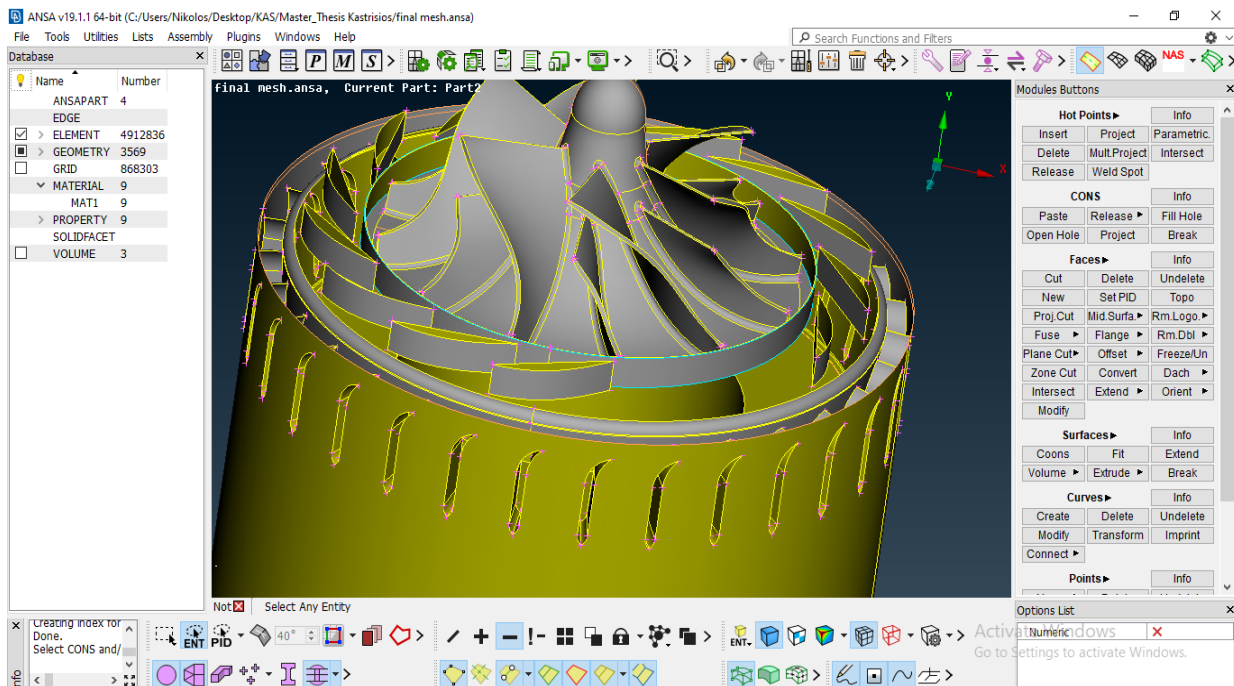 ANSA v19.1.1 64-bit (C:/Users/Nikolos/Desktop/KAS/Master_Thesis Kastrisios/final mesh.ansa)
File Tools Utilities Lists Assembly Plugins Windows Help
Search Functions and Filters
Database
P M S
NAS
Name Number
ANSAPART 4
EDGE
ELEMENT 4912836
GEOMETRY 3569
GRID 868303
MATERIAL 9
MAT1 9
PROPERTY 9
SOLIDFACET
VOLUME 3
final mesh.ansa, Current Part: Part2
Y
X
Modules Buttons
Hot Points Info
Insert Project Parametric.
Delete Mult.Project Intersect
Release Weld Spot
CONS Info
Paste Release Fill Hole
Open Hole Project Break
Faces Info
Cut Delete Undelete
New Set PID Topo
Proj.Cut Mid.Surfa. Rm.Logo.
Fuse Flange Rm.Dbl
Plane Cut Offset Freeze/Un
Zone Cut Convert Dach
Intersect Extend Orient
Modify
Surfaces Info
Coons Fit Extend
Volume Extrude Break
Curves Info
Create Delete Undelete
Modify Transform Imprint
Connect
Points Info
Not Select Any Entity
Options List
Numeric
Creating index for
Done.
Select CONS and/
info
ENT PID 40°
ENT.
Activate Windows
Go to Settings to activate Windows.